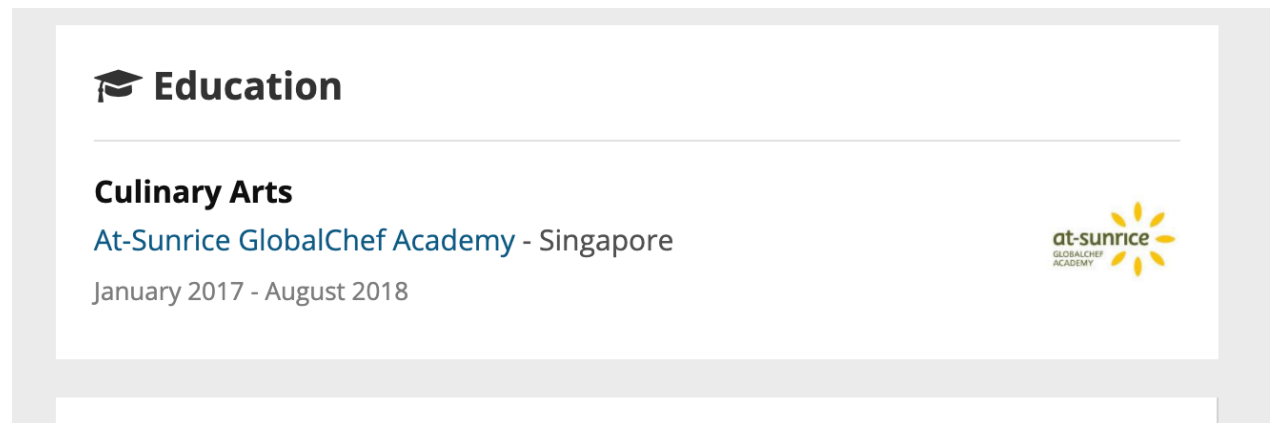 Education
Culinary Arts
At-Sunrice GlobalChef Academy - Singapore
January 2017 - August 2018
at-sunrice
GLOBALCHEF
ACADEMY